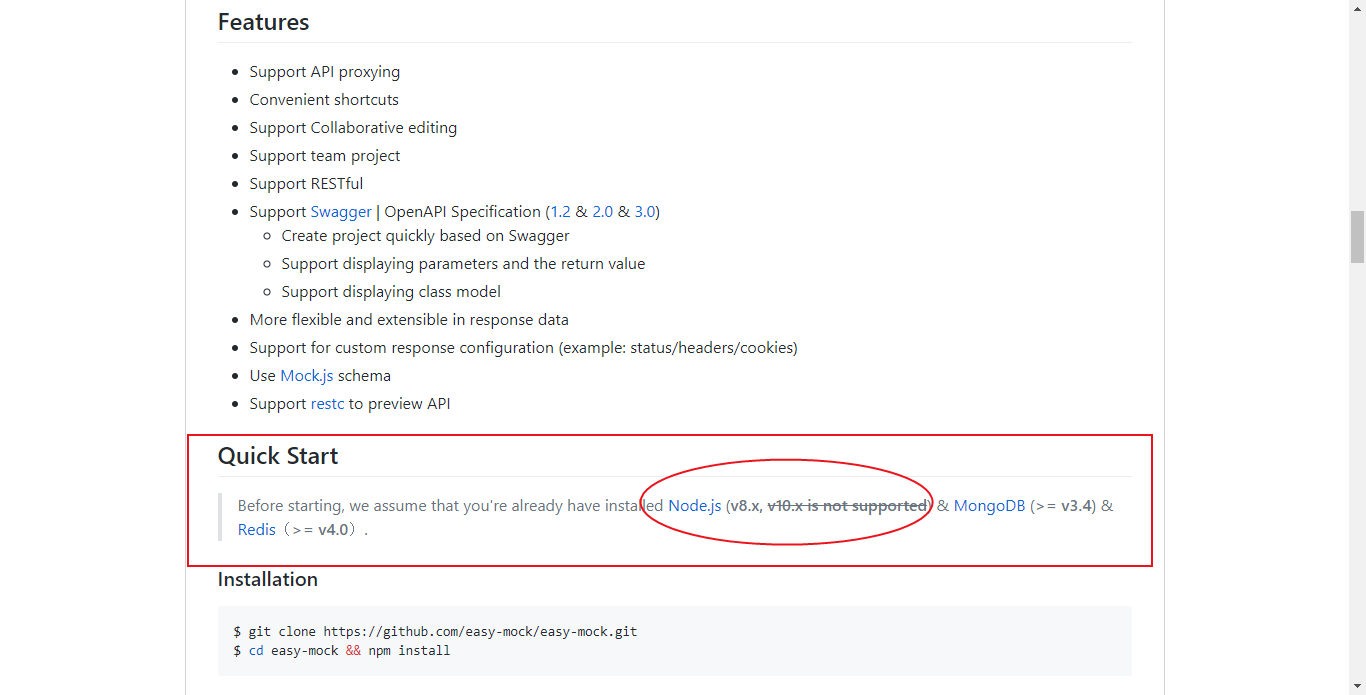 Features
Support API proxying
Convenient shortcuts
Support Collaborative editing
Support team project
Support RESTful
Support Swagger | OpenAPI Specification (1.2 & 2.0 & 3.0)
Create project quickly based on Swagger
Support displaying parameters and the return value
Support displaying class model
More flexible and extensible in response data
Support for custom response configuration (example: status/headers/cookies)
Use Mock.js schema
Support restc to preview API
Quick Start
Before starting, we assume that you're already have installed Node.js (v8.x, v10.x is not supported) & MongoDB (>= v3.4) &
Redis（>= v4.0）.
Installation
$ git clone https://github.com/easy-mock/easy-mock.git
$ cd easy-mock && npm install